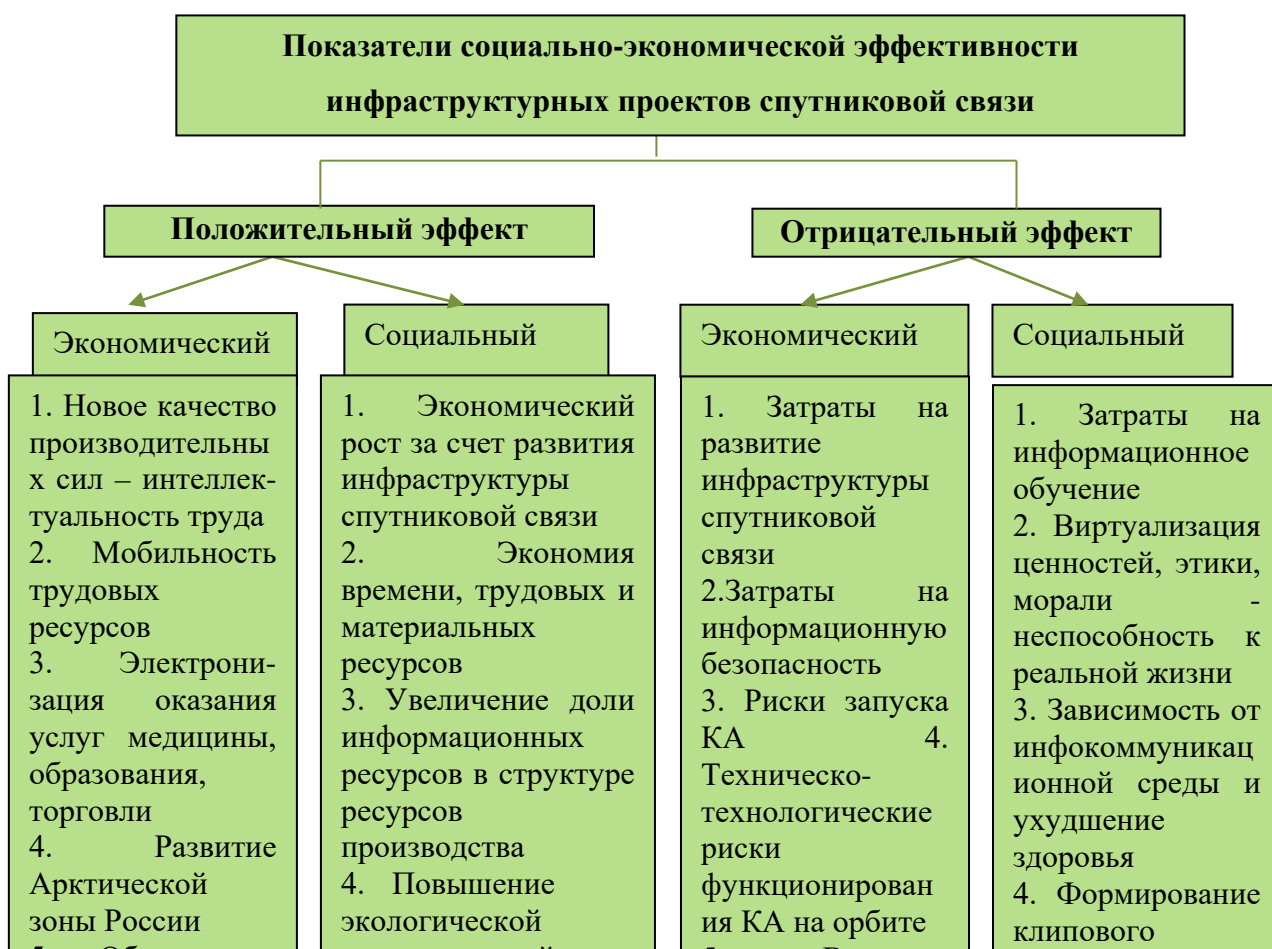 Показатели социально-экономической эффективности
инфраструктурных проектов спутниковой связи
Положительный эффект
Отрицательный эффект
Экономический
Социальный
Экономический
Социальный
1. Новое качество
производительны
х сил – интеллек-
туальность труда
2. Мобильность
трудовых
ресурсов
3. Электрони-
зация оказания
услуг медицины,
образования,
торговли
4. Развитие
Арктической
зоны России
1. Экономический
рост за счет развития
инфраструктуры
спутниковой связи
2. Экономия
времени, трудовых и
материальных
ресурсов
3. Увеличение доли
информационных
ресурсов в структуре
ресурсов
производства
4. Повышение
экологической
1. Затраты на
развитие
инфраструктуры
спутниковой
связи
2.Затраты на
информационную
безопасность
3. Риски запуска
КА 4.
Техническо-
технологические
риски
функционирован
ия КА на орбите
1. Затраты на
информационное
обучение
2. Виртуализация
ценностей, этики,
морали -
неспособность к
реальной жизни
3. Зависимость от
инфокоммуникац
ионной среды и
ухудшение
здоровья
4. Формирование
клипового